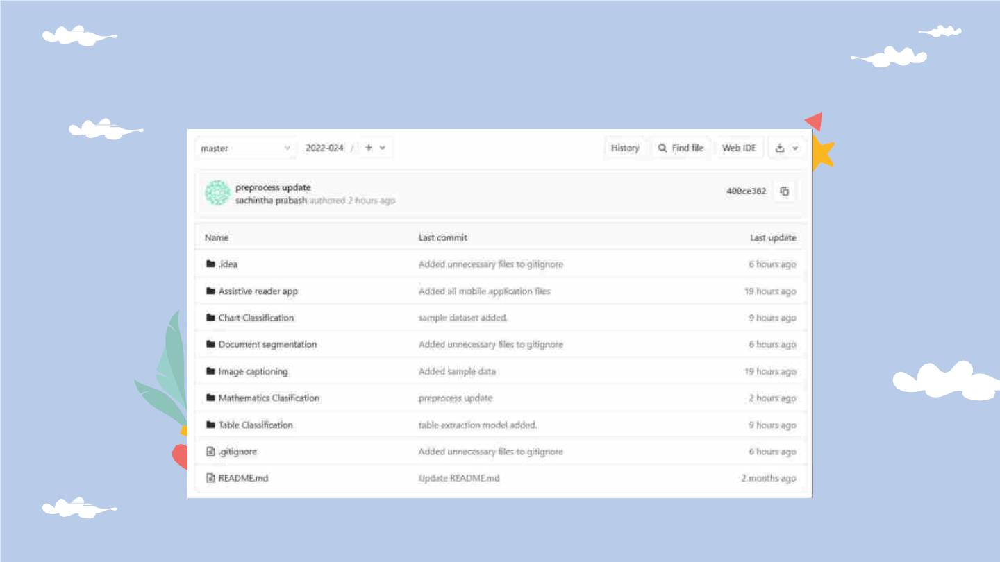 master 2022-024 / + History Find file Web IDE
preprocess update
sachintha prabash authored 2 hours ago 400ce382
Name Last commit Last update
.idea Added unnecessary files to gitignore 6 hours ago
Assistive reader app Added all mobile application files 19 hours ago
Chart Classification sample dataset added. 9 hours ago
Document segmentation Added unnecessary files to gitignore 6 hours ago
Image captioning Added sample data 19 hours ago
Mathematics Clasification preprocess update 2 hours ago
Table Classification table extraction model added. 9 hours ago
.gitignore Added unnecessary files to gitignore 6 hours ago
README.md Update README.md 2 months ago